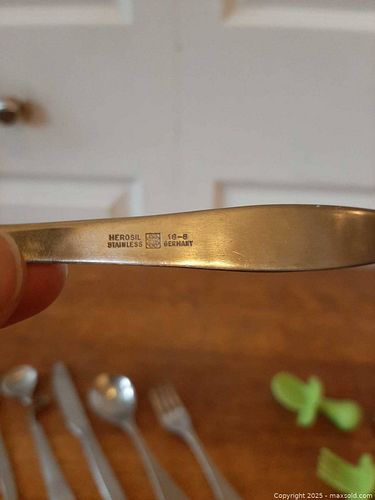 HEROSIL 18-8
STAINLESS GERMANY
Copyright 2025 - maxsold.com